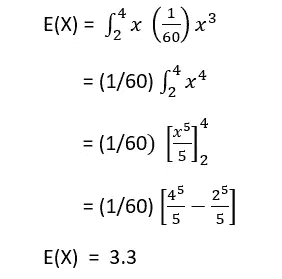 E(X) = ∫₂⁴ x (1/60) x³
= (1/60) ∫₂⁴ x⁴
= (1/60) [x⁵/5]₂⁴
= (1/60) [4⁵/5 − 2⁵/5]
E(X) = 3.3